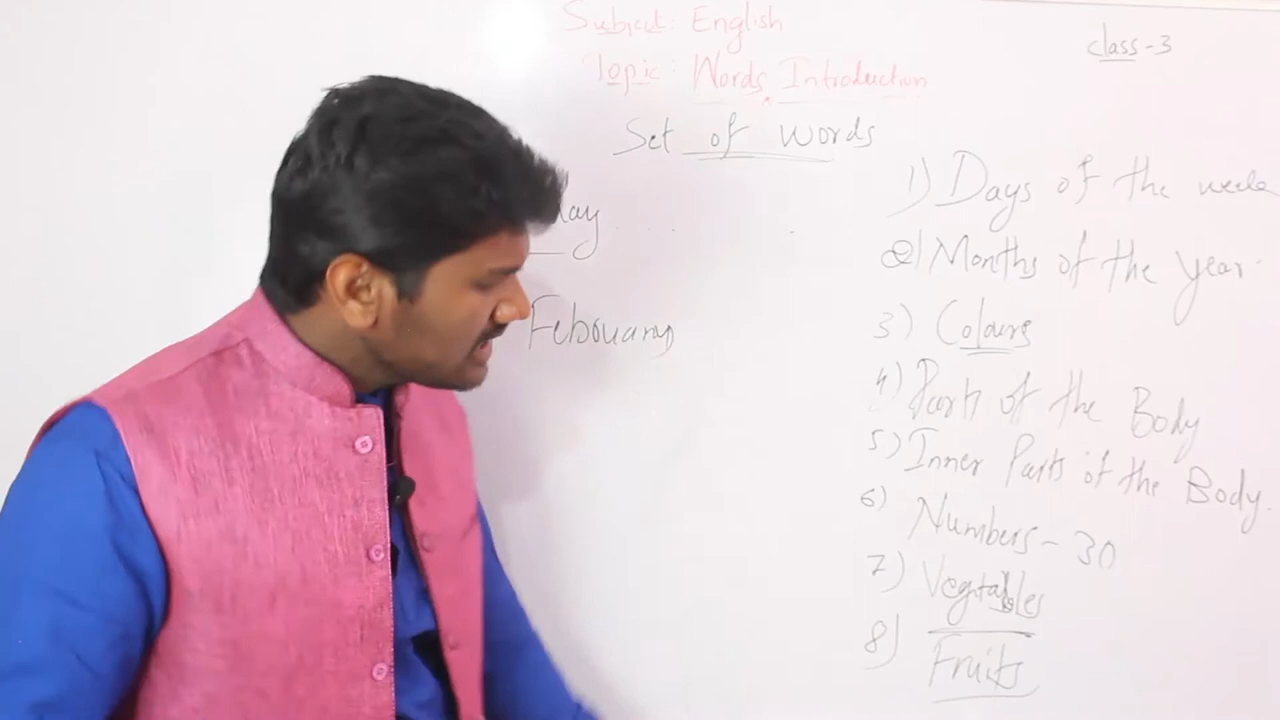 Subject: English
class-3
Topic: Words Introduction
Set of words
day
Febouary
1) Days of the week
2) Months of the year
3) Colours
4) Parts of the Body
5) Inner Parts of the Body.
6) Numbers - 30
7) Vegtables
8) Fruits